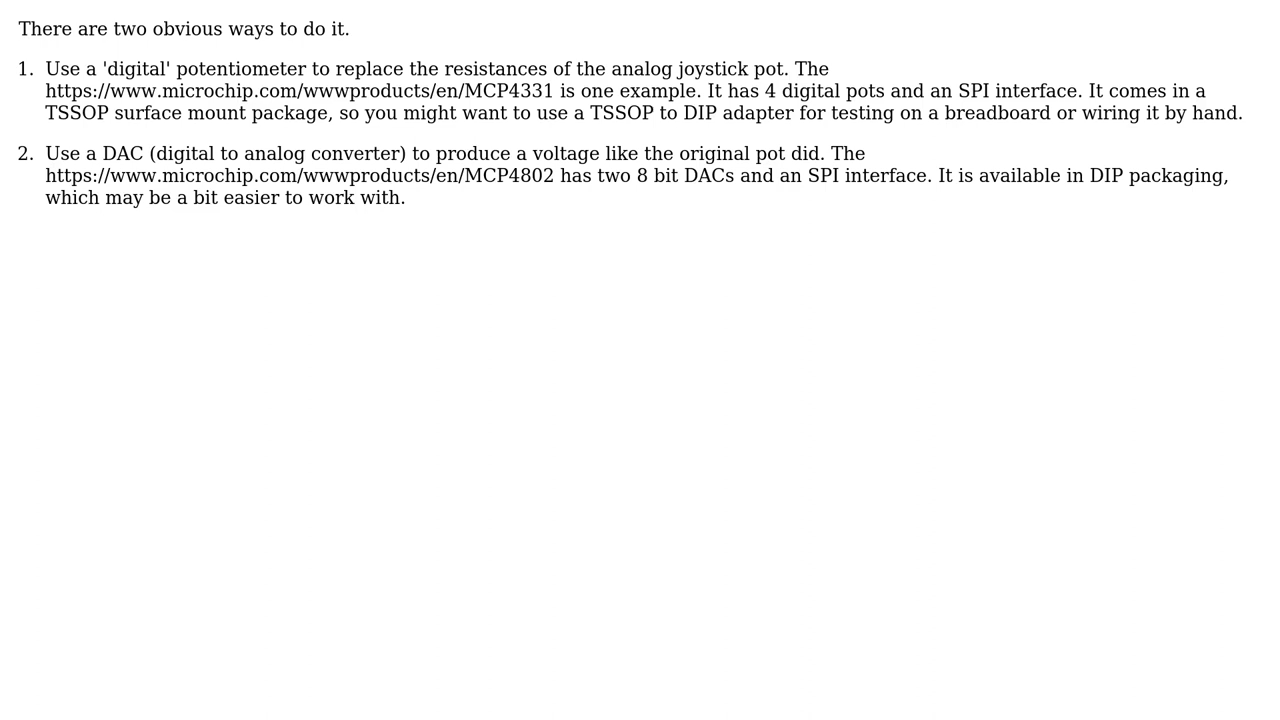 There are two obvious ways to do it.
1. Use a 'digital' potentiometer to replace the resistances of the analog joystick pot. The
https://www.microchip.com/wwwproducts/en/MCP4331 is one example. It has 4 digital pots and an SPI interface. It comes in a
TSSOP surface mount package, so you might want to use a TSSOP to DIP adapter for testing on a breadboard or wiring it by hand.
2. Use a DAC (digital to analog converter) to produce a voltage like the original pot did. The
https://www.microchip.com/wwwproducts/en/MCP4802 has two 8 bit DACs and an SPI interface. It is available in DIP packaging,
which may be a bit easier to work with.